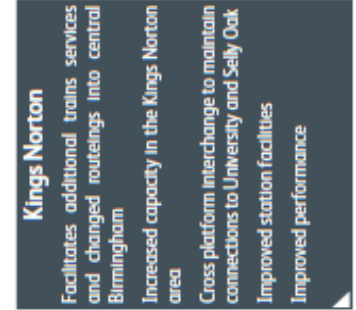 Kings Norton
Facilitates additional trains services
and changed routeings into central
Birmingham
Increased capacity in the Kings Norton
area
Cross platform interchange to maintain
connections to University and Selly Oak
Improved station facilities
Improved performance